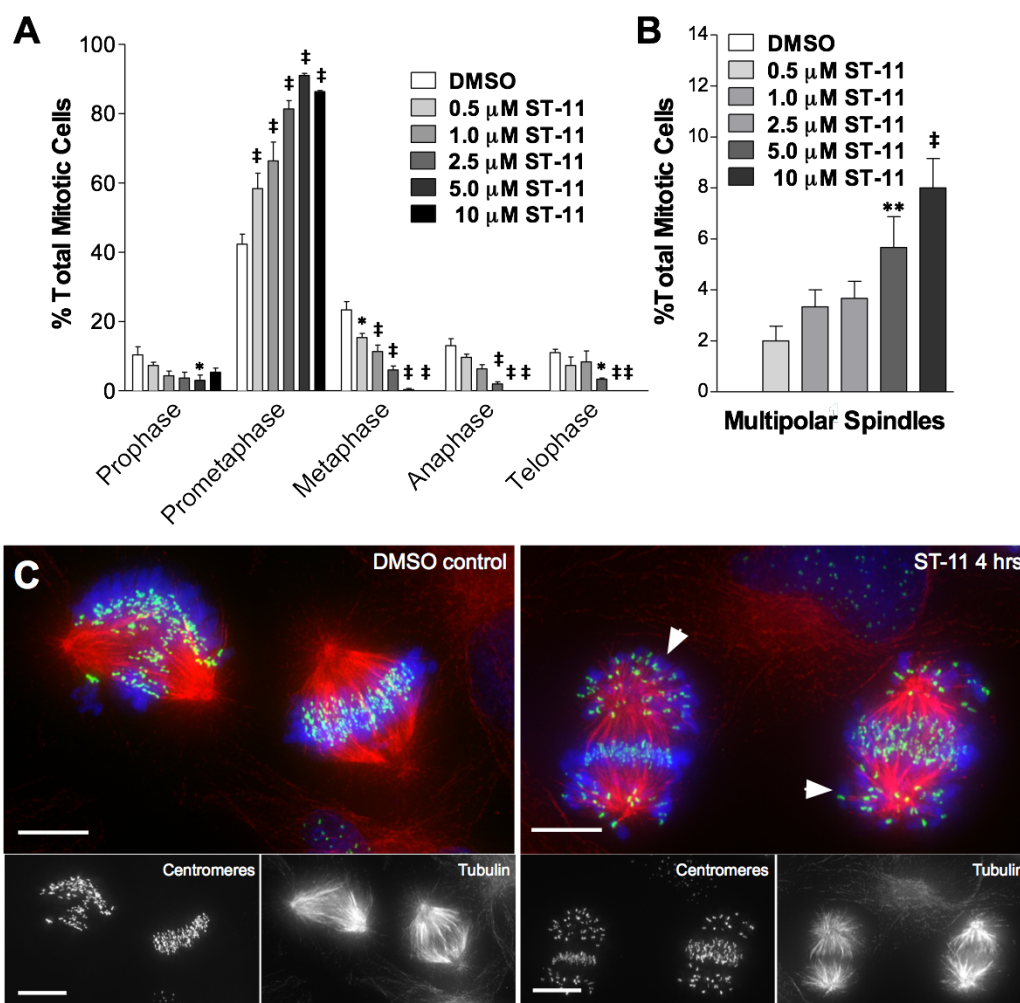 A
% Total Mitotic Cells
100
80
60
40
20
0
‡
‡
‡
‡
‡
*
*
‡
‡
‡ ‡
‡
‡‡
*
‡‡
DMSO
0.5 μM ST-11
1.0 μM ST-11
2.5 μM ST-11
5.0 μM ST-11
10 μM ST-11
Prophase
Prometaphase
Metaphase
Anaphase
Telophase
B
%Total Mitotic Cells
14
12
10
8
6
4
2
0
DMSO
0.5 μM ST-11
1.0 μM ST-11
2.5 μM ST-11
5.0 μM ST-11
10 μM ST-11
**
‡
Multipolar Spindles
C
DMSO control
ST-11 4 hrs
Centromeres
Tubulin
Centromeres
Tubulin